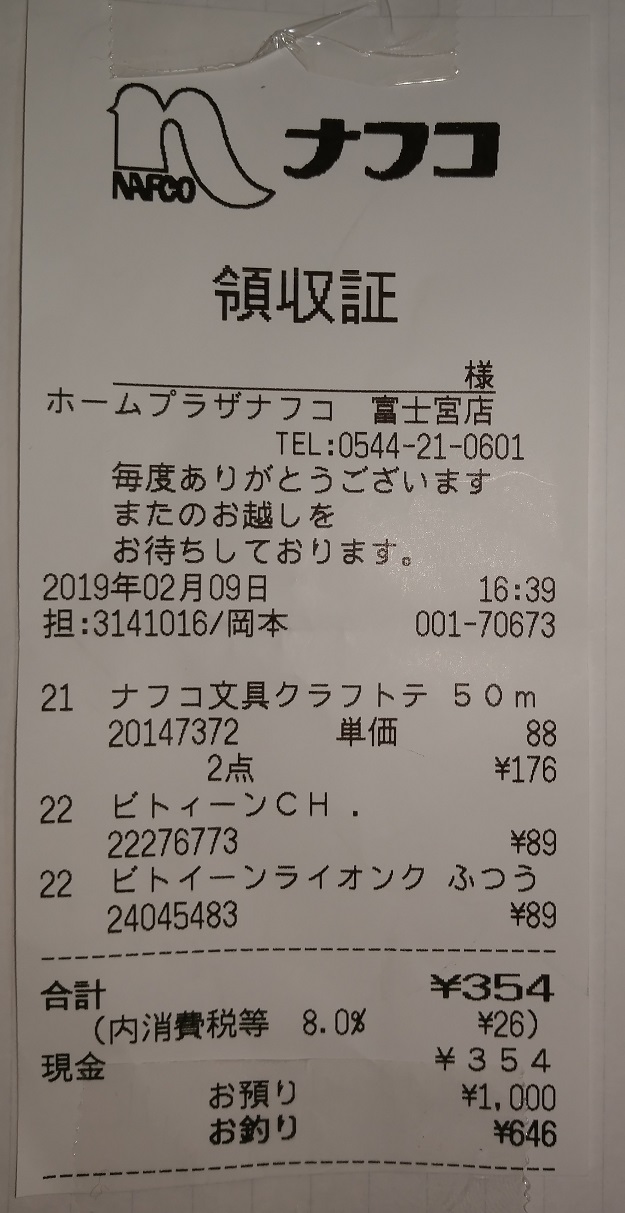 NAFCO ナフコ
領収証
様
ホームプラザナフコ 富士宮店
TEL:0544-21-0601
毎度ありがとうございます
またのお越しを
お待ちしております。
2019年02月09日 16:39
担:3141016/岡本 001-70673
21 ナフコ文具クラフトテ 50m
20147372 単価 88
2点 ¥176
22 ビトィーンCH.
22276773 ¥89
22 ビトイーンライオンク ふつう
24045483 ¥89
合計 ¥354
(内消費税等 8.0% ¥26)
現金 ¥354
お預り ¥1,000
お釣り ¥646